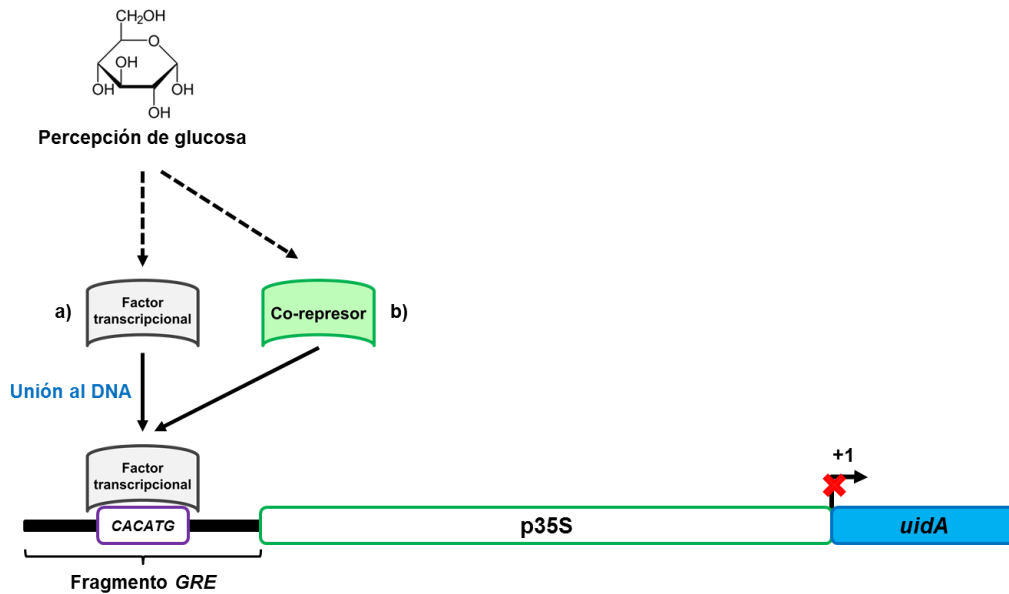 CH₂OH
O
OH
OH
OH
OH
Percepción de glucosa
a)
Factor
transcripcional
Co-represor
b)
Unión al DNA
Factor
transcripcional
+1
CACATG
p35S
uidA
Fragmento GRE